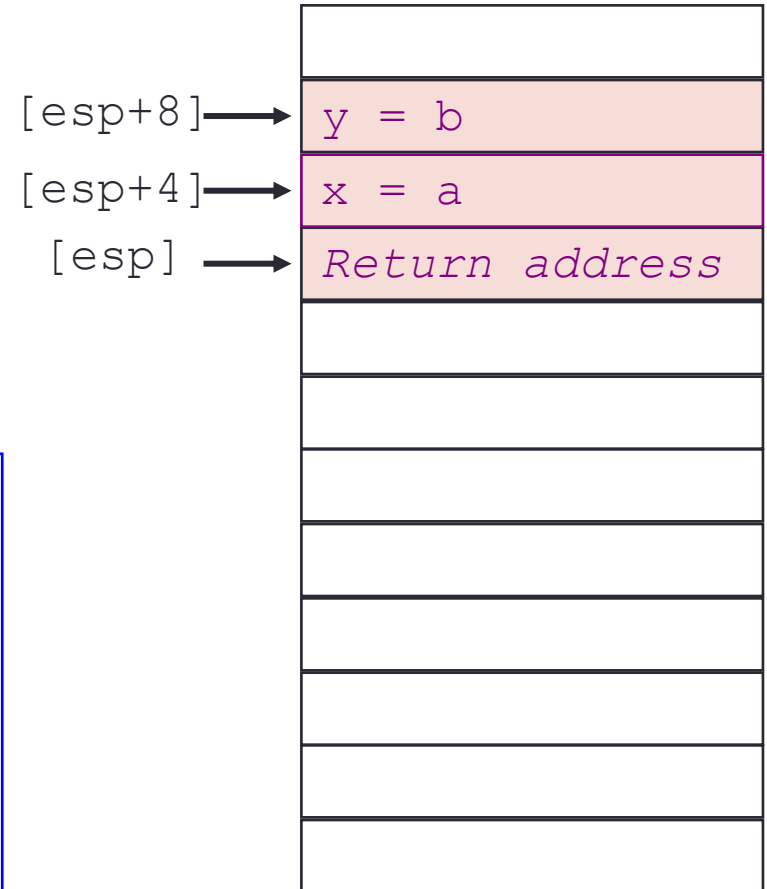 [esp+8] y = b
[esp+4] x = a
[esp] Return address